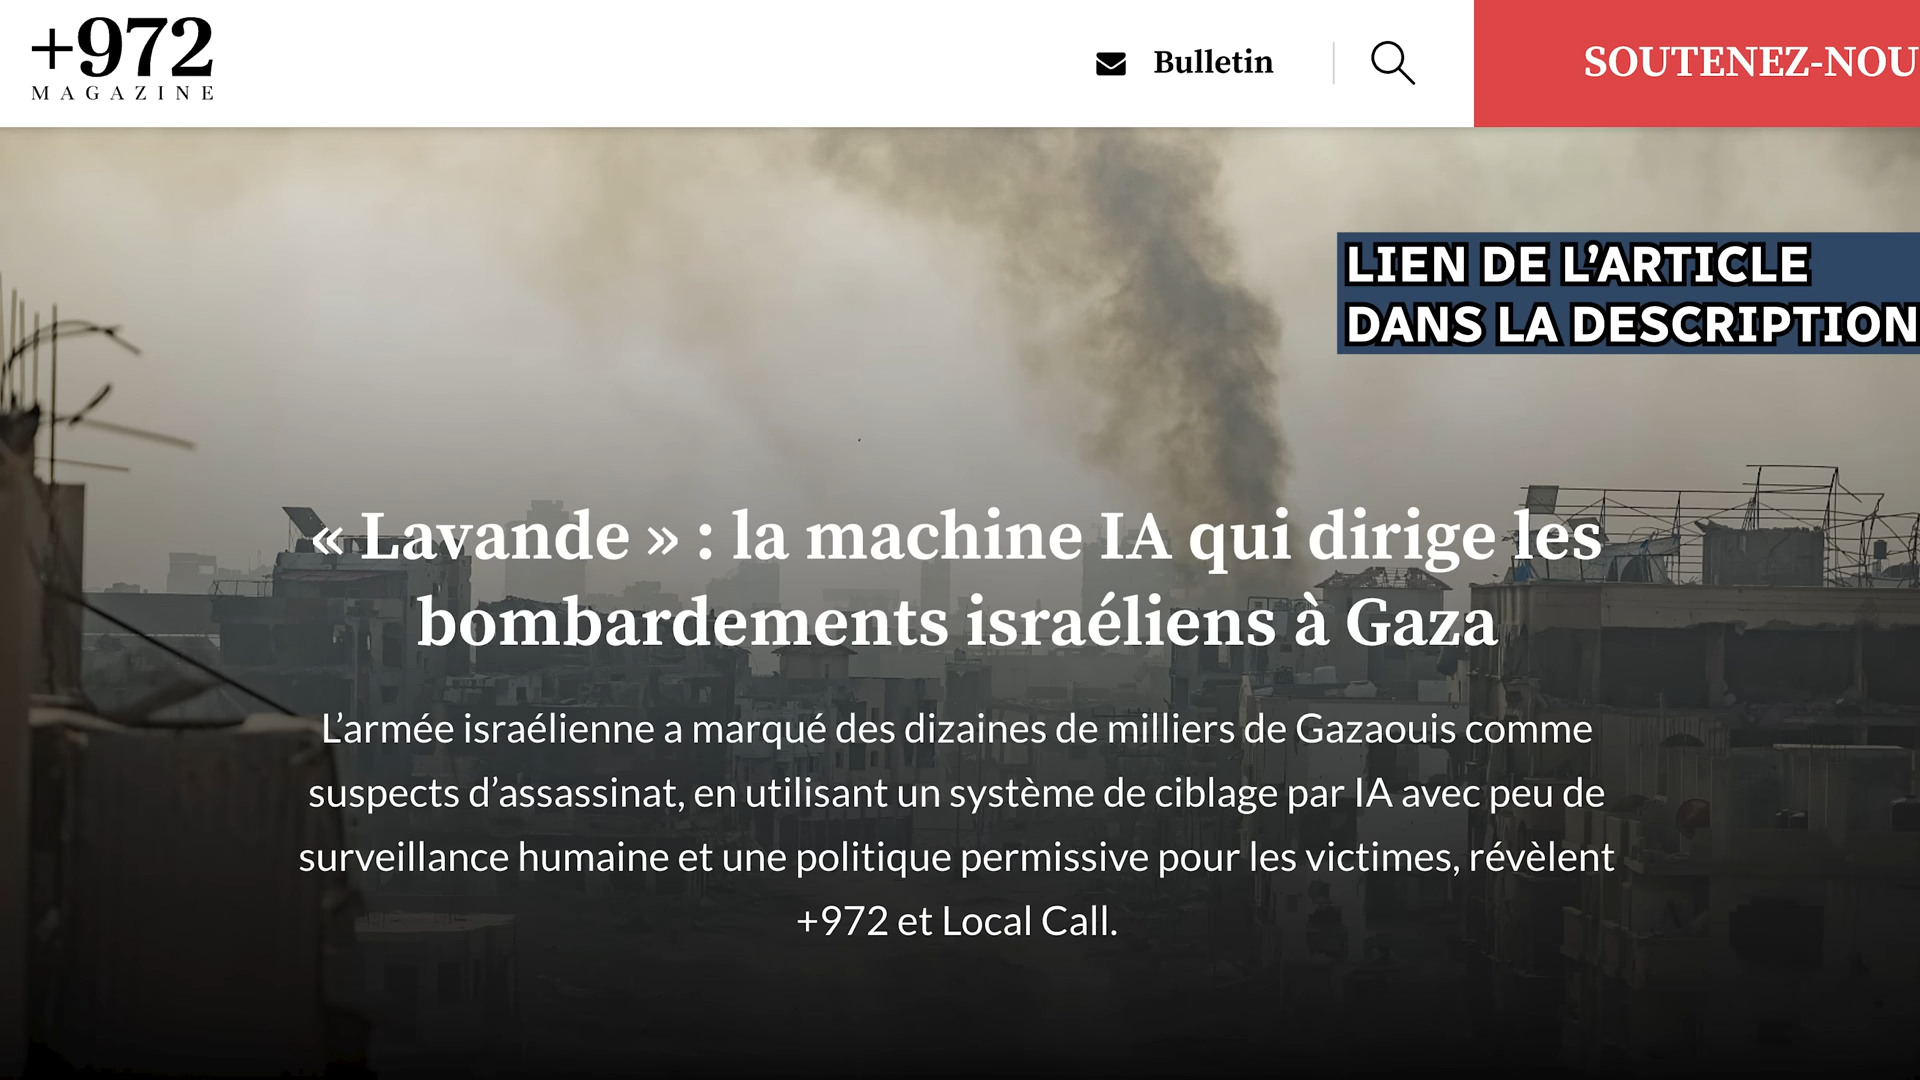 +972
MAGAZINE
Bulletin
SOUTENEZ-NOU
LIEN DE L’ARTICLE
DANS LA DESCRIPTION
« Lavande » : la machine IA qui dirige les
bombardements israéliens à Gaza
L’armée israélienne a marqué des dizaines de milliers de Gazaouis comme
suspects d’assassinat, en utilisant un système de ciblage par IA avec peu de
surveillance humaine et une politique permissive pour les victimes, révèlent
+972 et Local Call.